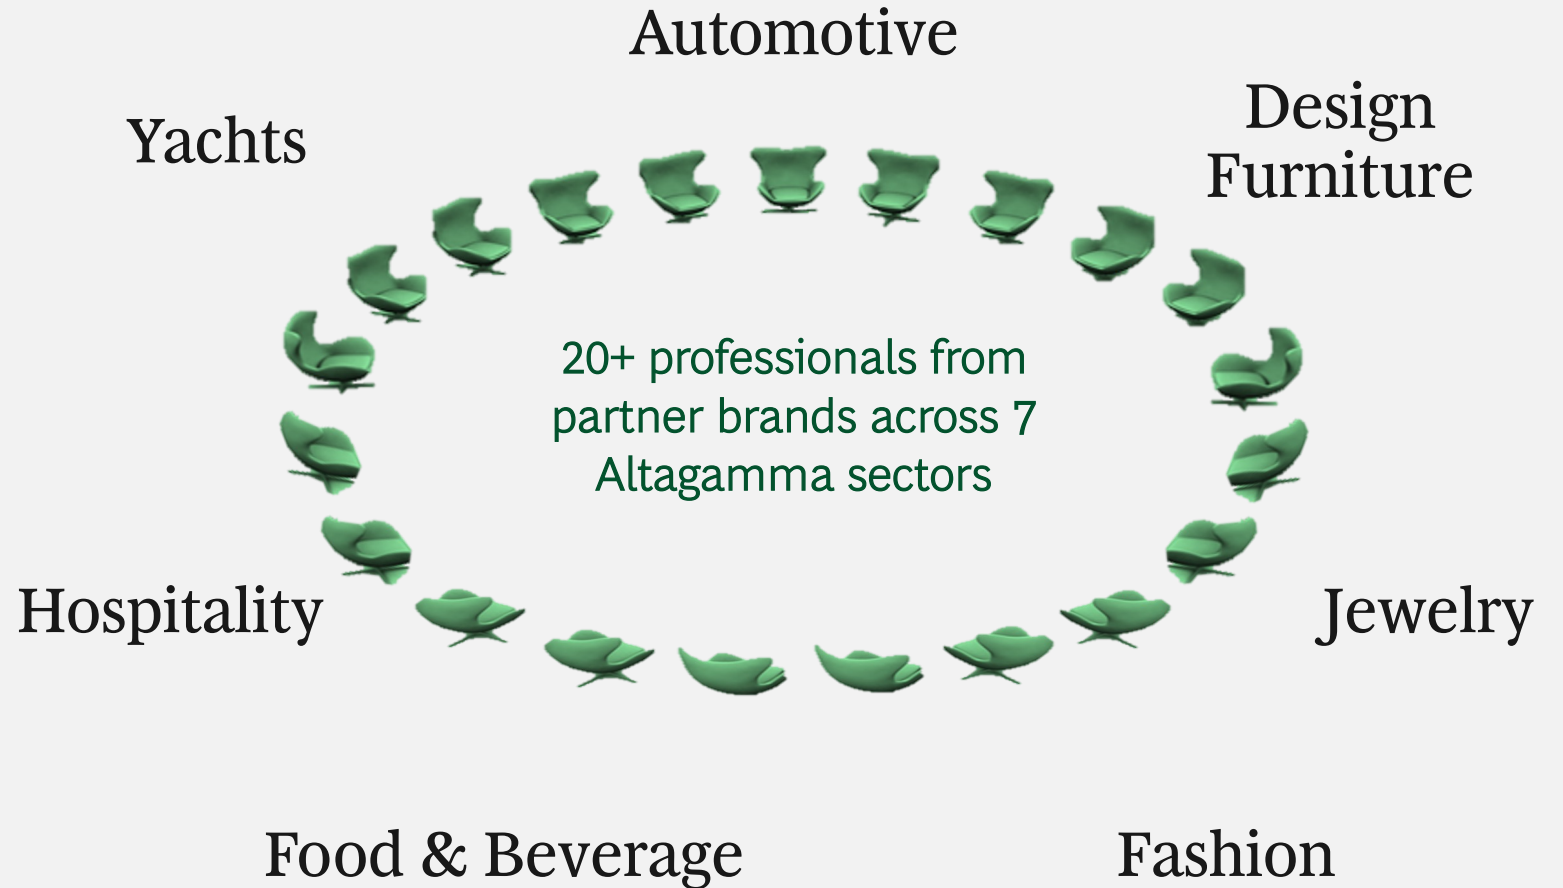 Automotive
Design
Furniture
Yachts
20+ professionals from
partner brands across 7
Altagamma sectors
Hospitality
Jewelry
Food & Beverage
Fashion